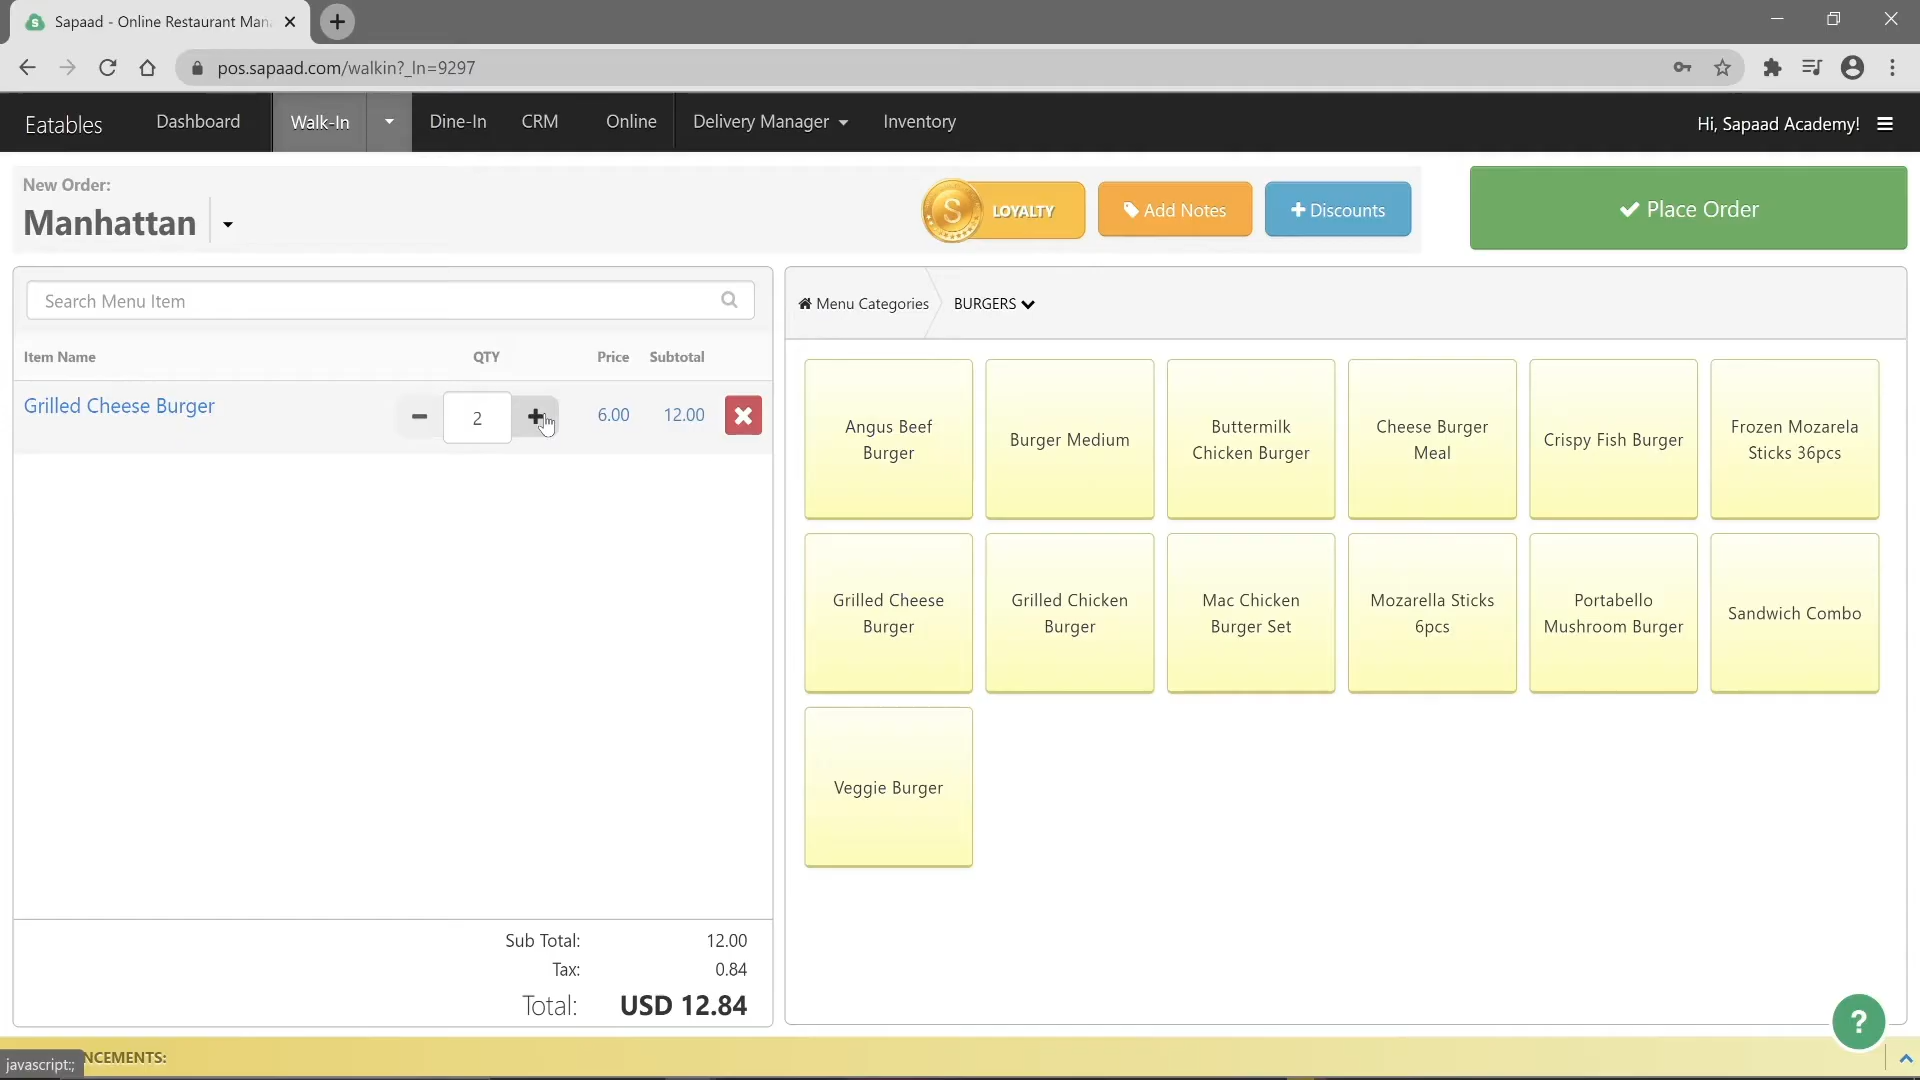 Sapaad - Online Restaurant Man
pos.sapaad.com/walkin?_ln=9297
Eatables
Dashboard
Walk-In
Dine-In
CRM
Online
Delivery Manager
Inventory
Hi, Sapaad Academy!
New Order:
Manhattan
S
LOYALTY
Add Notes
Discounts
Place Order
Search Menu Item
Menu Categories
BURGERS
Item Name
QTY
Price
Subtotal
Grilled Cheese Burger
2
6.00
12.00
Angus Beef
Burger
Burger Medium
Buttermilk
Chicken Burger
Cheese Burger
Meal
Crispy Fish Burger
Frozen Mozarela
Sticks 36pcs
Grilled Cheese
Burger
Grilled Chicken
Burger
Mac Chicken
Burger Set
Mozarella Sticks
6pcs
Portabello
Mushroom Burger
Sandwich Combo
Veggie Burger
Sub Total: 12.00
Tax: 0.84
Total: USD 12.84
?
NCEMENTS:
javascript:;